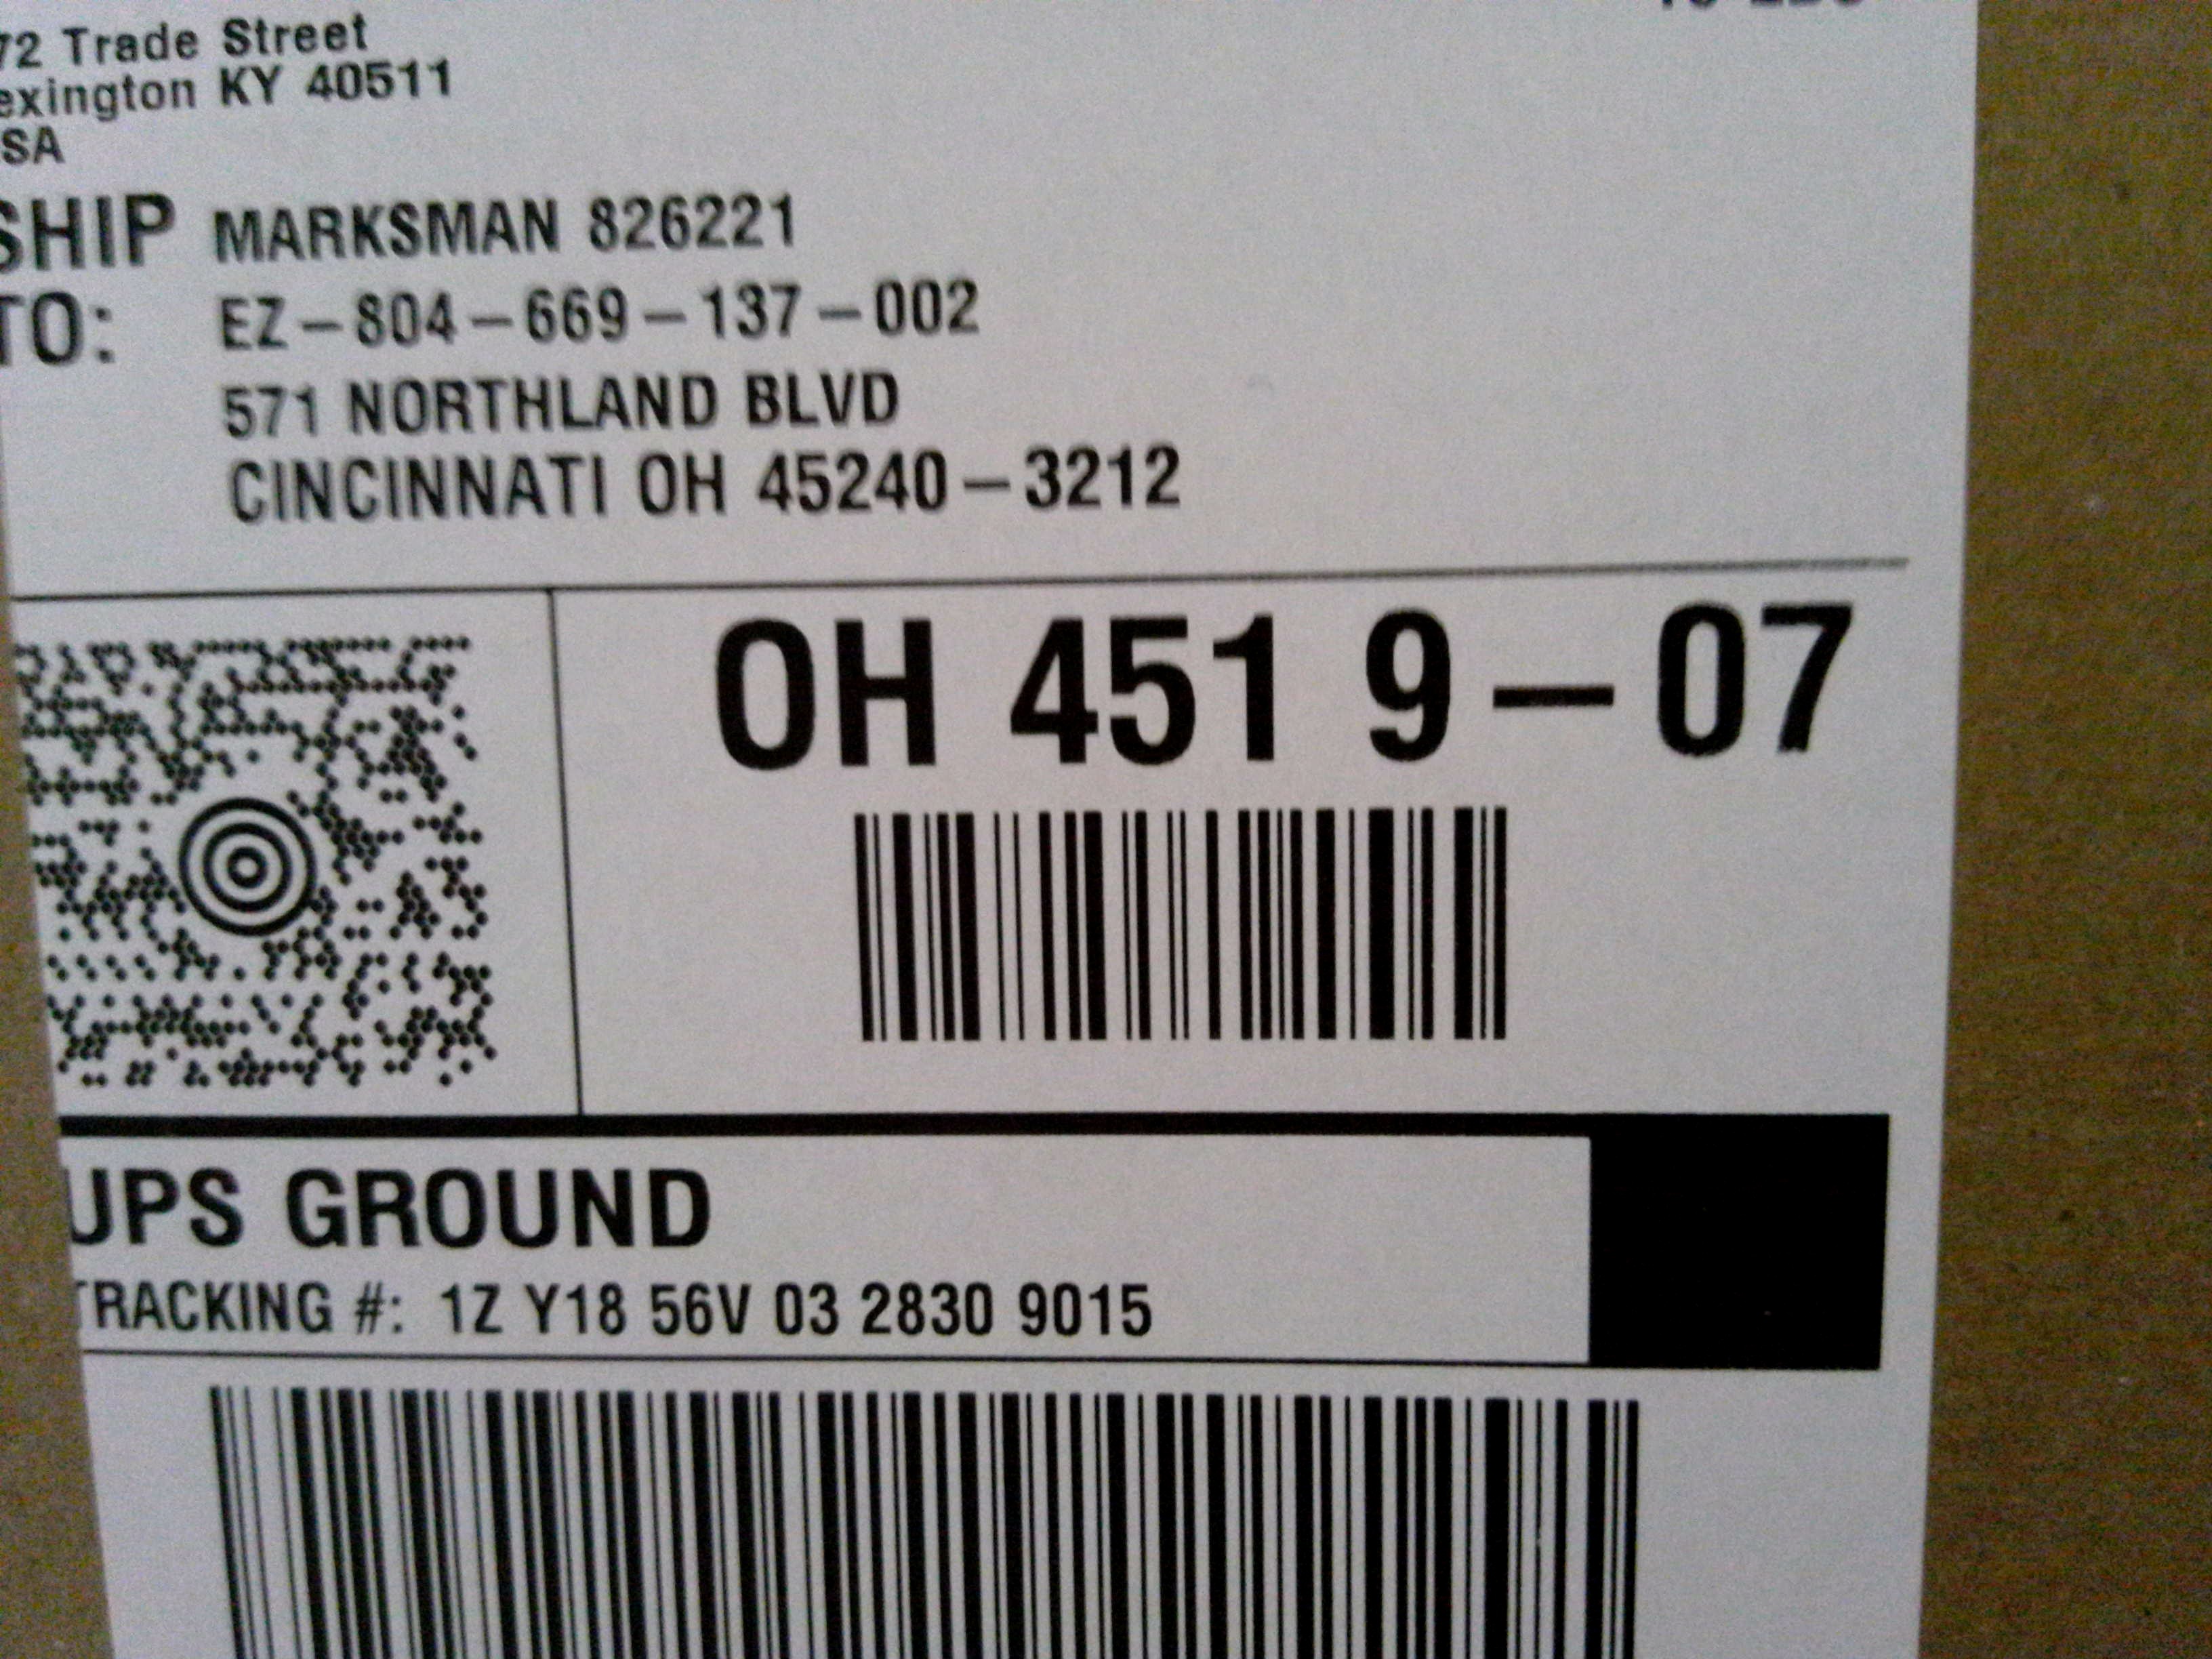 72 Trade Street
exington KY 40511
SA
SHIP MARKSMAN 826221
TO: EZ-804-669-137-002
571 NORTHLAND BLVD
CINCINNATI OH 45240-3212
OH 451 9-07
UPS GROUND
TRACKING #: 1Z Y18 56V 03 2830 9015